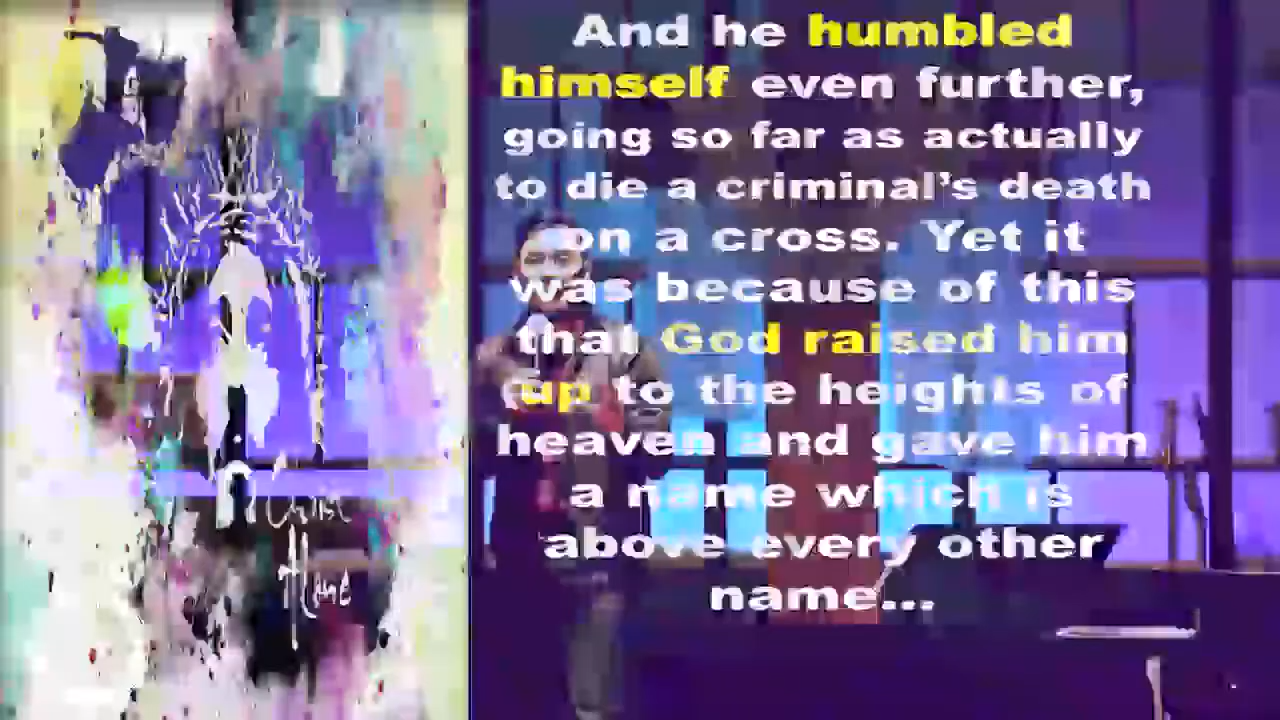 And he humbled
himself even further,
going so far as actually
to die a criminal's death
on a cross. Yet it
was because of this
that God raised him
up to the heights of
heaven and gave him
a name which is
above every other
name...
Christ
Alone